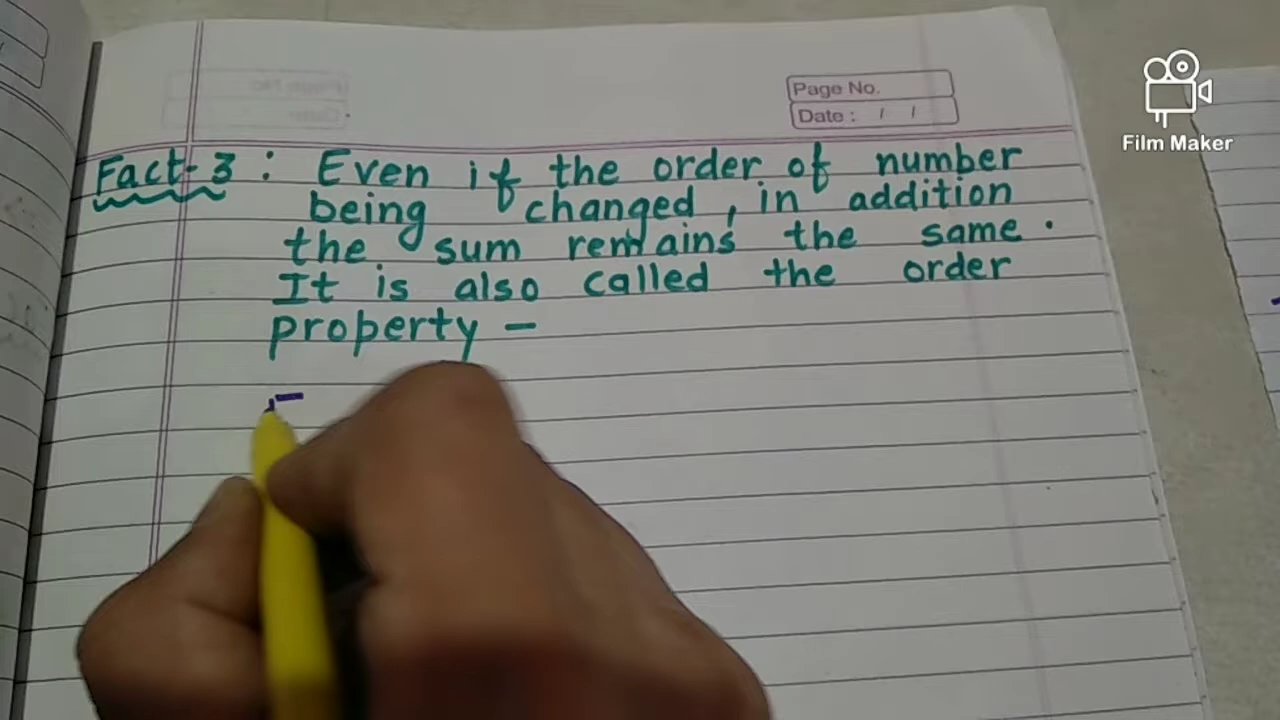 Page No.
Date : / /
Film Maker
Fact-3 : Even if the order of number
being changed, in addition
the sum remains the same.
It is also called the order
property -